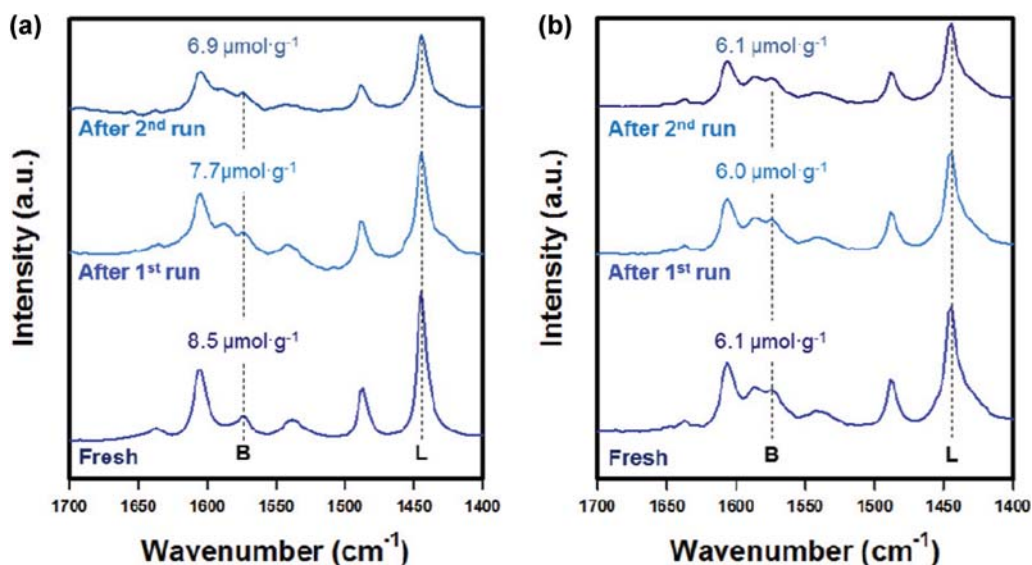 (a)
Intensity (a.u.)
6.9 µmol·g⁻¹
After 2nd run
7.7µmol·g⁻¹
After 1st run
8.5 µmol·g⁻¹
Fresh
B
L
1700 1650 1600 1550 1500 1450 1400
Wavenumber (cm⁻¹)
(b)
Intensity (a.u.)
6.1 µmol·g⁻¹
After 2nd run
6.0 µmol·g⁻¹
After 1st run
6.1 µmol·g⁻¹
Fresh
B
L
1700 1650 1600 1550 1500 1450 1400
Wavenumber (cm⁻¹)